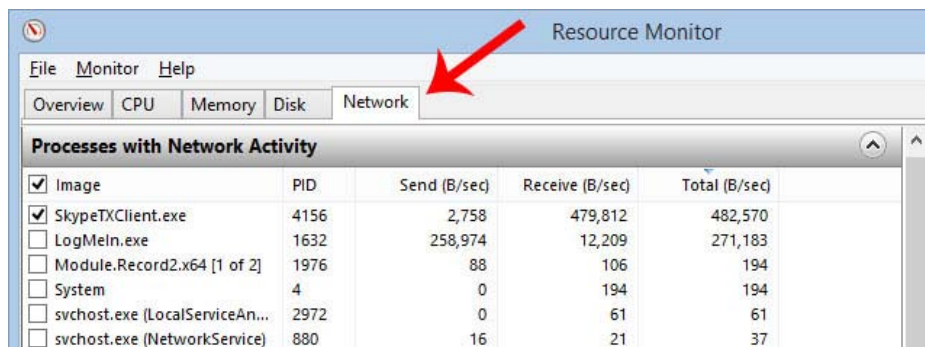 Resource Monitor
File Monitor Help
Overview CPU Memory Disk Network
Processes with Network Activity
Image PID Send (B/sec) Receive (B/sec) Total (B/sec)
SkypeTXClient.exe 4156 2,758 479,812 482,570
LogMeIn.exe 1632 258,974 12,209 271,183
Module.Record2.x64 [1 of 2] 1976 88 106 194
System 4 0 194 194
svchost.exe (LocalServiceAn... 2972 0 61 61
svchost.exe (NetworkService) 880 16 21 37